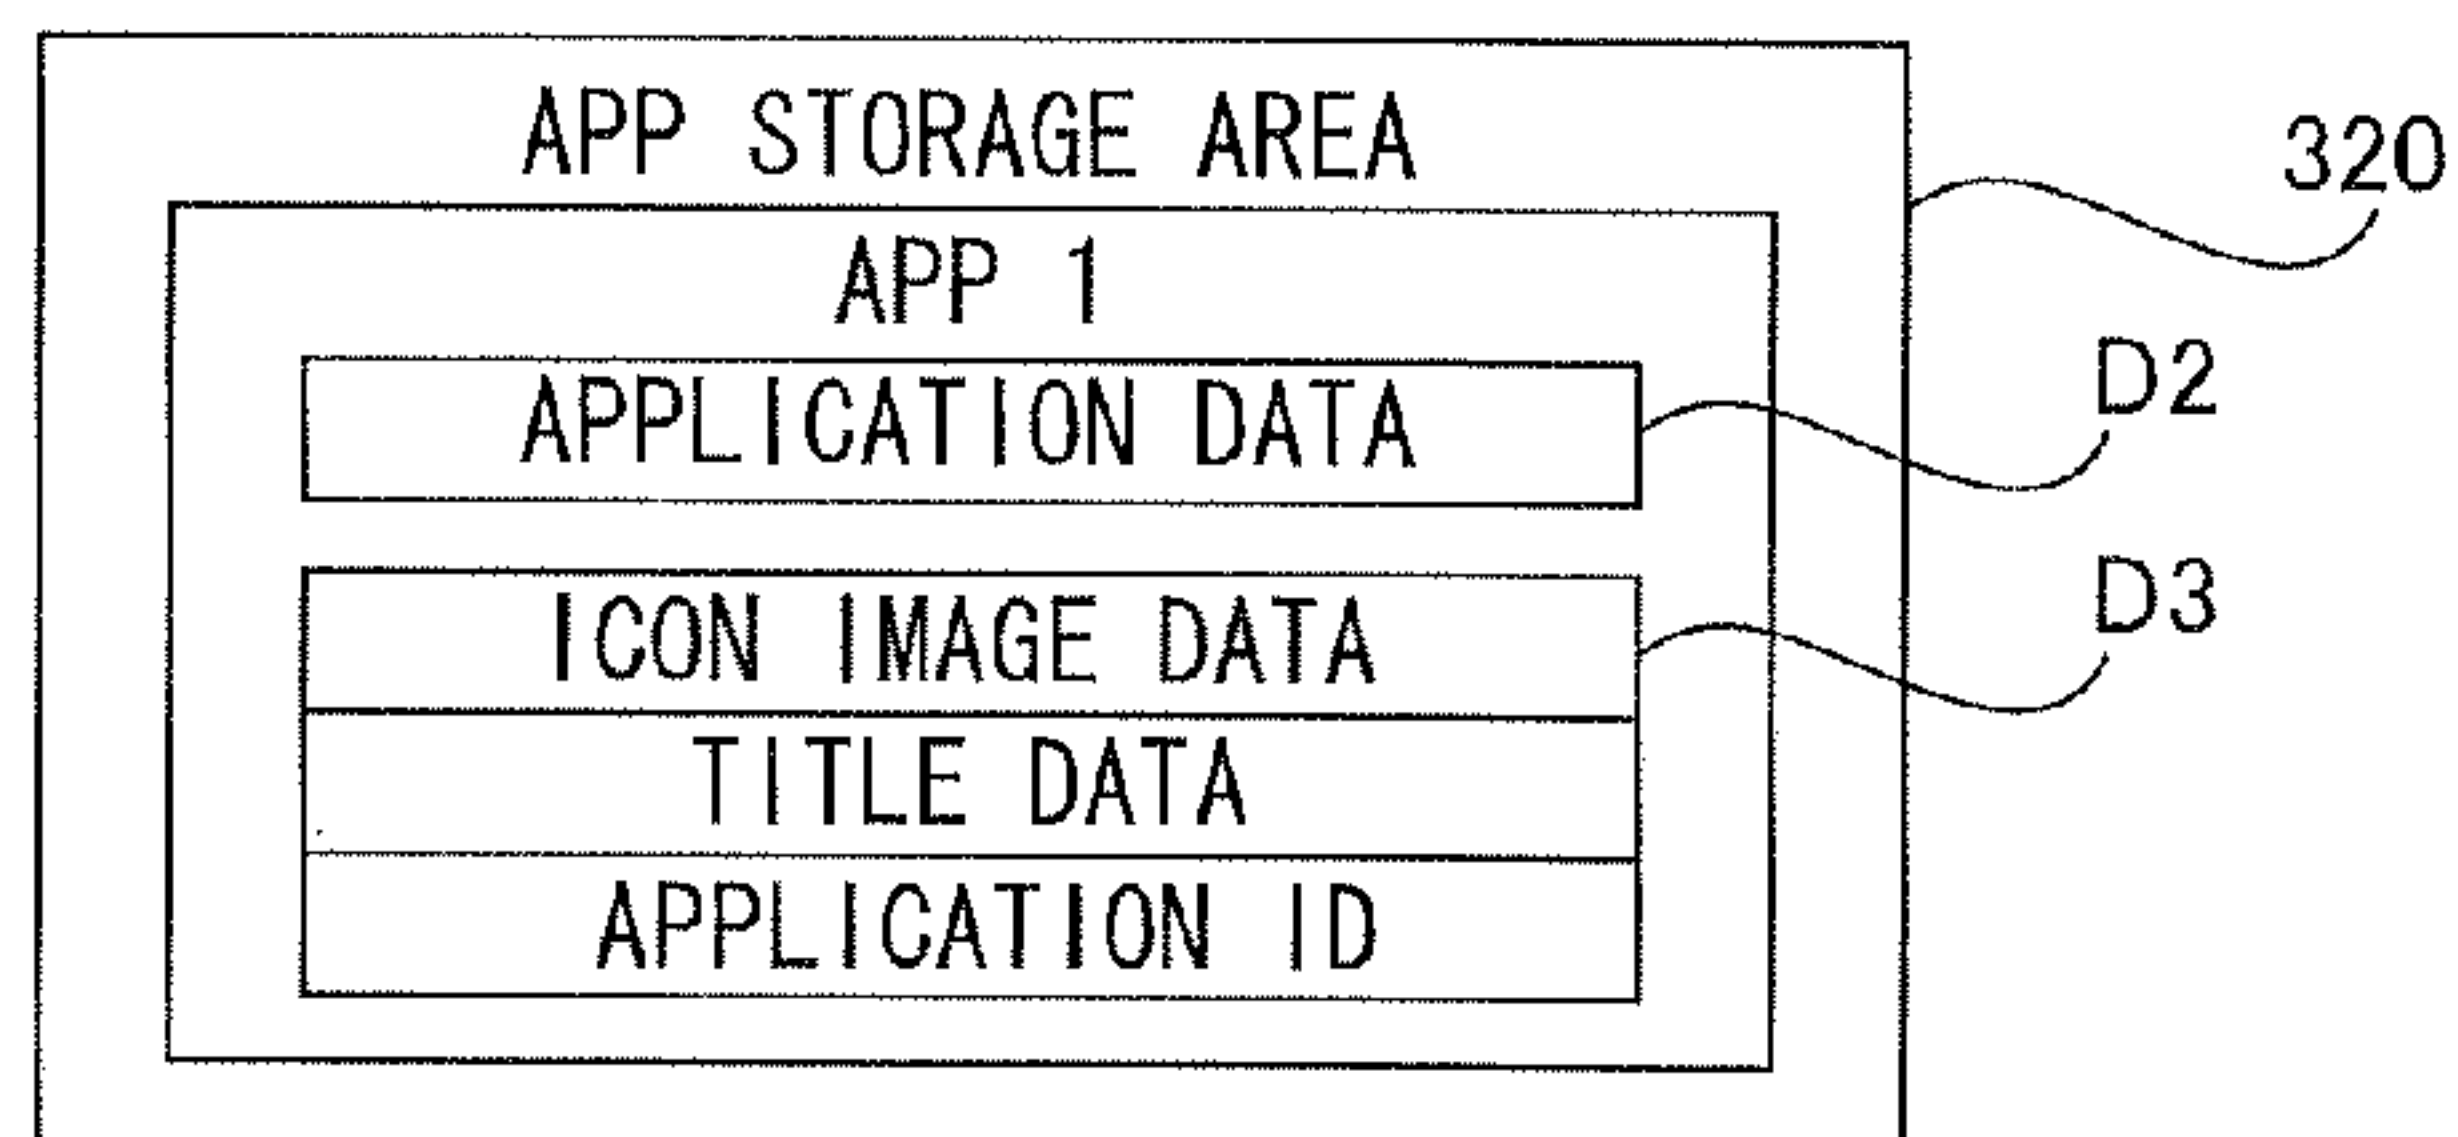 APP STORAGE AREA
320
APP 1
APPLICATION DATA
D2
ICON IMAGE DATA
D3
TITLE DATA
APPLICATION ID